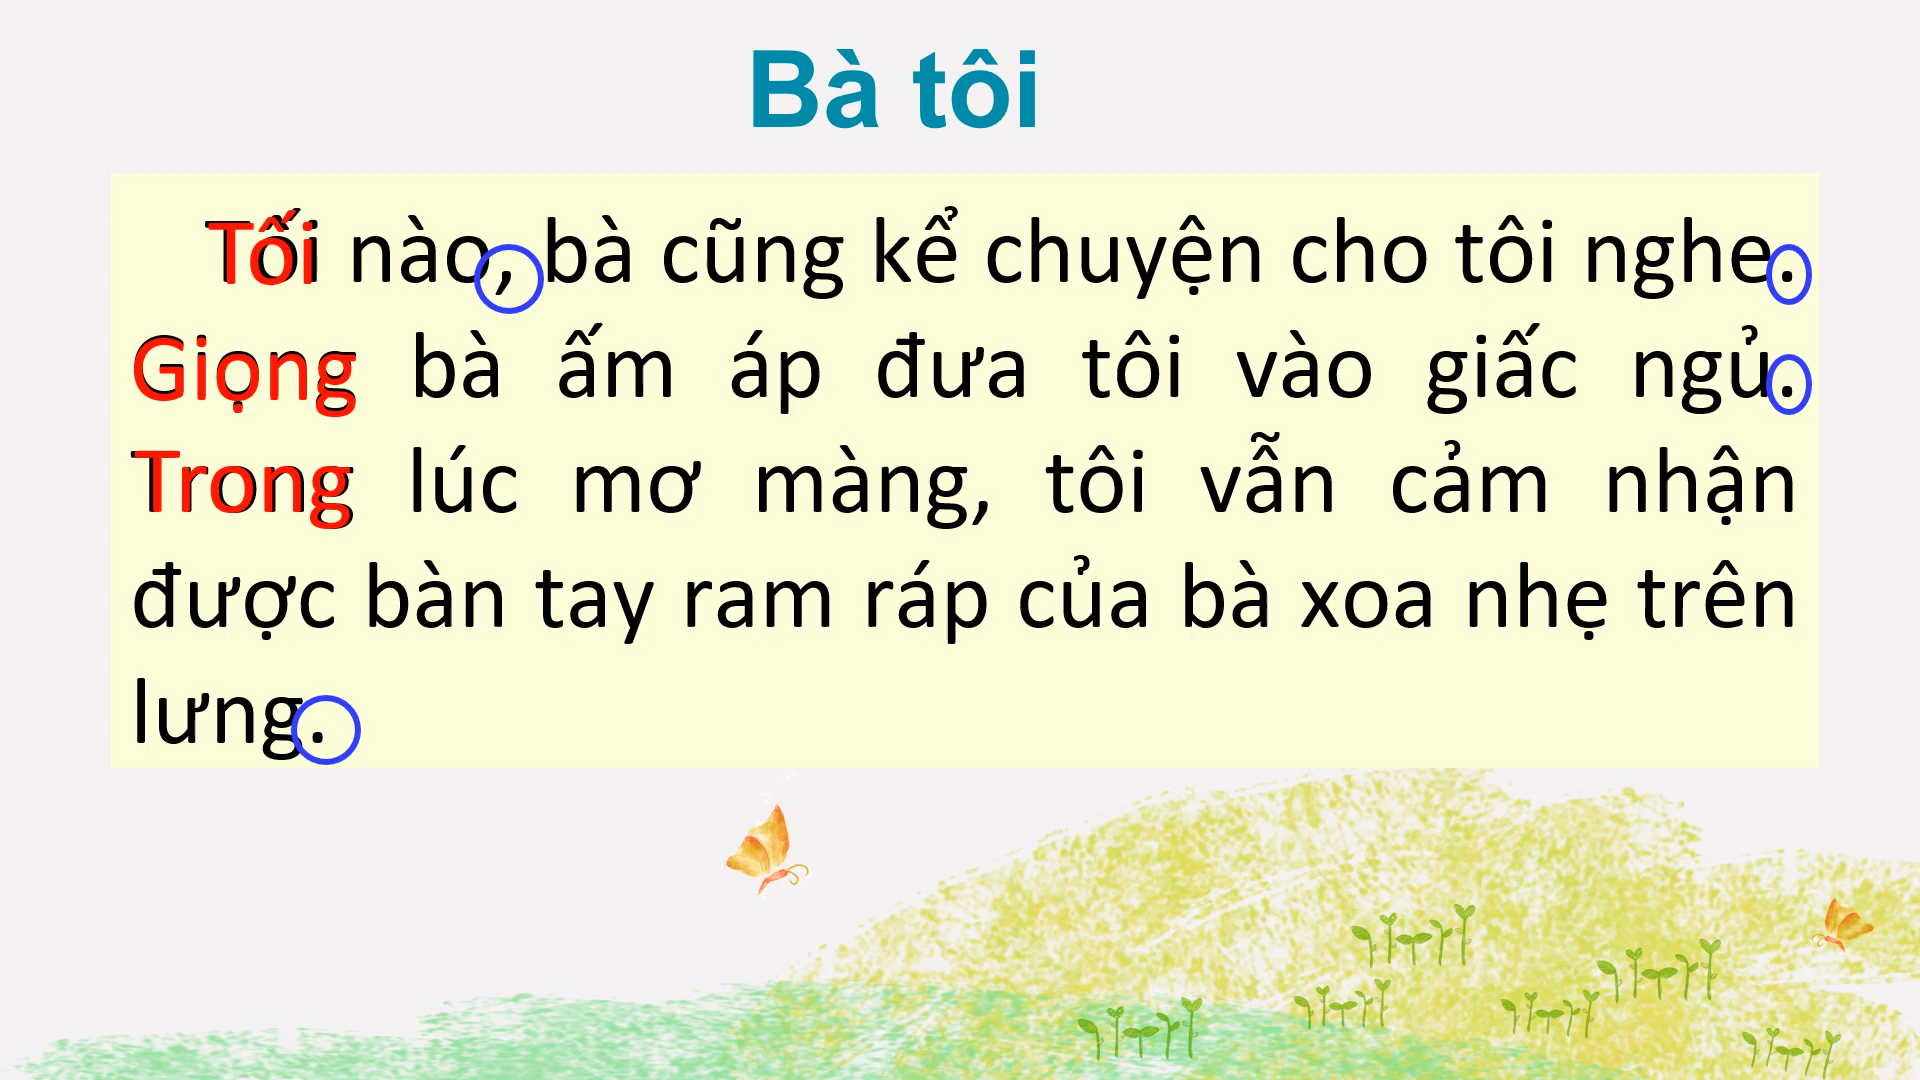 Bà tôi
Tối nào, bà cũng kể chuyện cho tôi nghe.
Giọng bà ấm áp đưa tôi vào giấc ngủ.
Trong lúc mơ màng, tôi vẫn cảm nhận
được bàn tay ram ráp của bà xoa nhẹ trên
lưng.